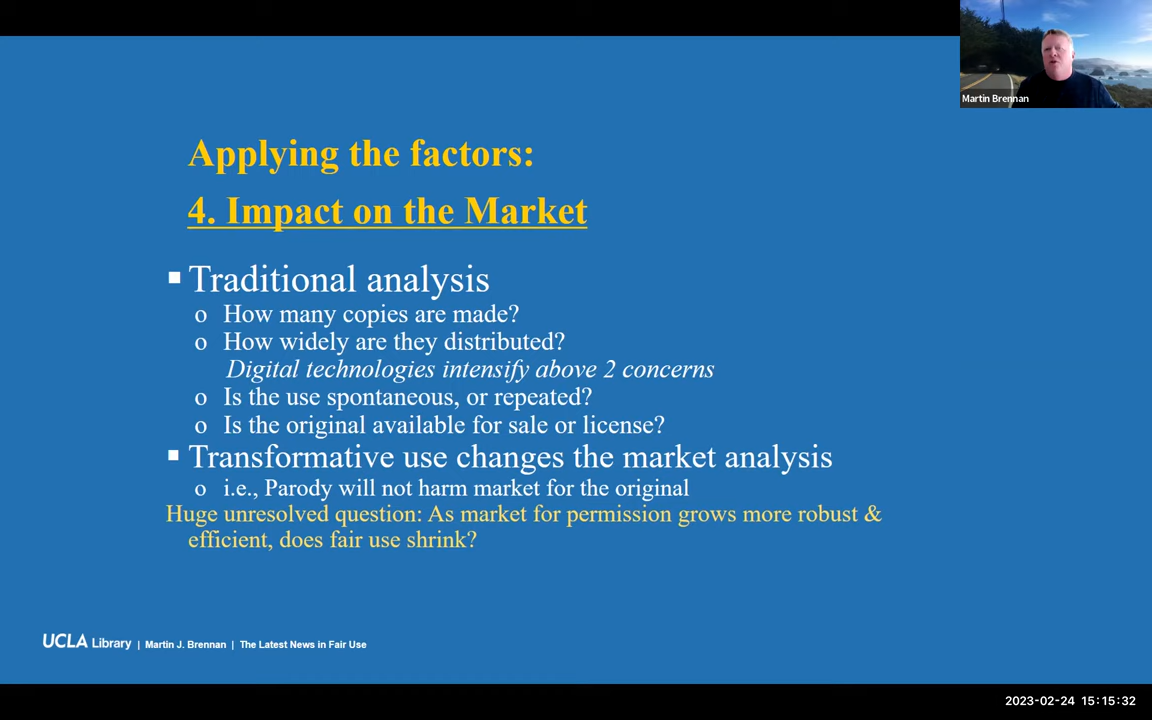 Martin Brennan
Applying the factors:
4. Impact on the Market
▪ Traditional analysis
o How many copies are made?
o How widely are they distributed?
Digital technologies intensify above 2 concerns
o Is the use spontaneous, or repeated?
o Is the original available for sale or license?
▪ Transformative use changes the market analysis
o i.e., Parody will not harm market for the original
Huge unresolved question: As market for permission grows more robust &
efficient, does fair use shrink?
UCLA Library | Martin J. Brennan | The Latest News in Fair Use
2023-02-24 15:15:32